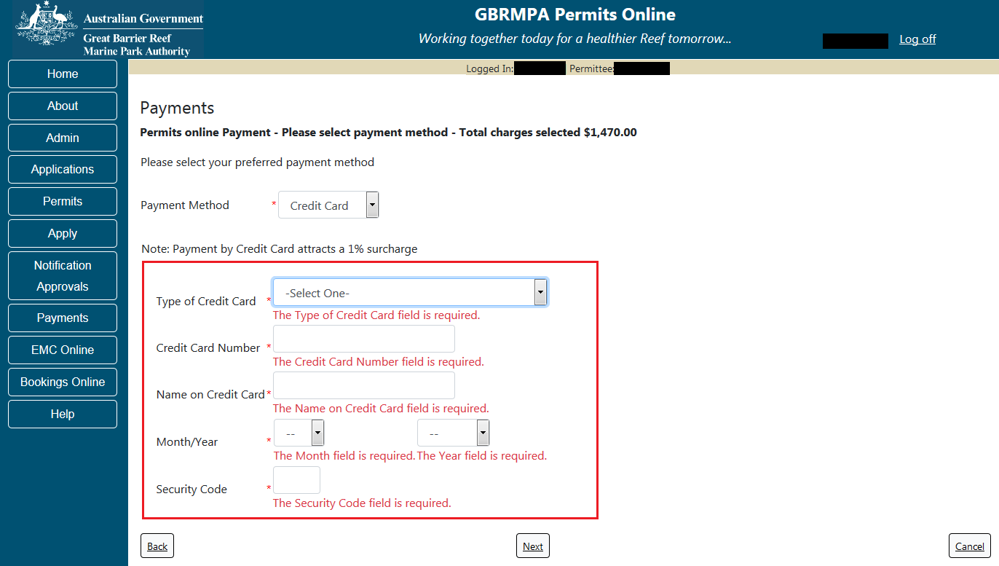 Australian Government
Great Barrier Reef
Marine Park Authority
GBRMPA Permits Online
Working together today for a healthier Reef tomorrow...
Log off
Logged In: Permittee:
Home
About
Admin
Applications
Permits
Apply
Notification
Approvals
Payments
EMC Online
Bookings Online
Help
Payments
Permits online Payment - Please select payment method - Total charges selected $1,470.00
Please select your preferred payment method
Payment Method * Credit Card
Note: Payment by Credit Card attracts a 1% surcharge
Type of Credit Card * -Select One-
The Type of Credit Card field is required.
Credit Card Number *
The Credit Card Number field is required.
Name on Credit Card *
The Name on Credit Card field is required.
Month/Year * -- --
The Month field is required. The Year field is required.
Security Code *
The Security Code field is required.
Back Next Cancel